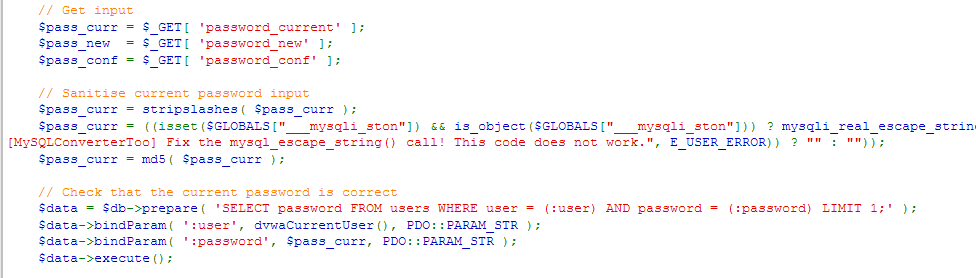 // Get input
$pass_curr = $_GET[ 'password_current' ];
$pass_new  = $_GET[ 'password_new' ];
$pass_conf = $_GET[ 'password_conf' ];
// Sanitise current password input
$pass_curr = stripslashes( $pass_curr );
$pass_curr = ((isset($GLOBALS["___mysqli_ston"]) && is_object($GLOBALS["___mysqli_ston"])) ? mysqli_real_escape_strin
[MySQLConverterToo] Fix the mysql_escape_string() call! This code does not work.", E_USER_ERROR)) ? "" : ""));
$pass_curr = md5( $pass_curr );
// Check that the current password is correct
$data = $db->prepare( 'SELECT password FROM users WHERE user = (:user) AND password = (:password) LIMIT 1;' );
$data->bindParam( ':user', dvwaCurrentUser(), PDO::PARAM_STR );
$data->bindParam( ':password', $pass_curr, PDO::PARAM_STR );
$data->execute();